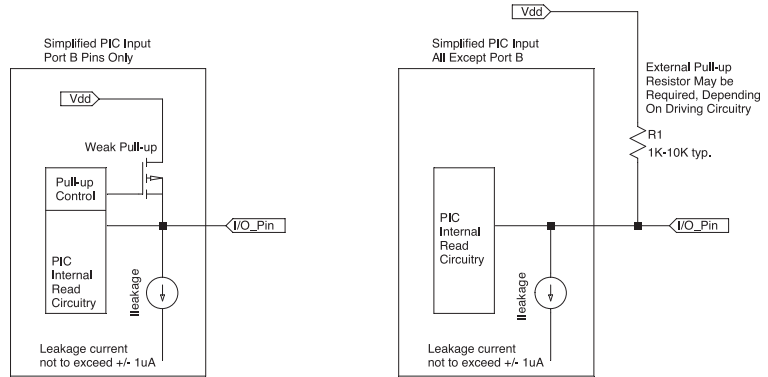 Simplified PIC Input
Port B Pins Only
Vdd
Weak Pull-up
Pull-up
Control
PIC
Internal
Read
Circuitry
I/O_Pin
Ileakage
Leakage current
not to exceed +/- 1uA
Vdd
Simplified PIC Input
All Except Port B
External Pull-up
Resistor May be
Required, Depending
On Driving Circuitry
R1
1K-10K typ.
PIC
Internal
Read
Circuitry
I/O_Pin
Ileakage
Leakage current
not to exceed +/- 1uA